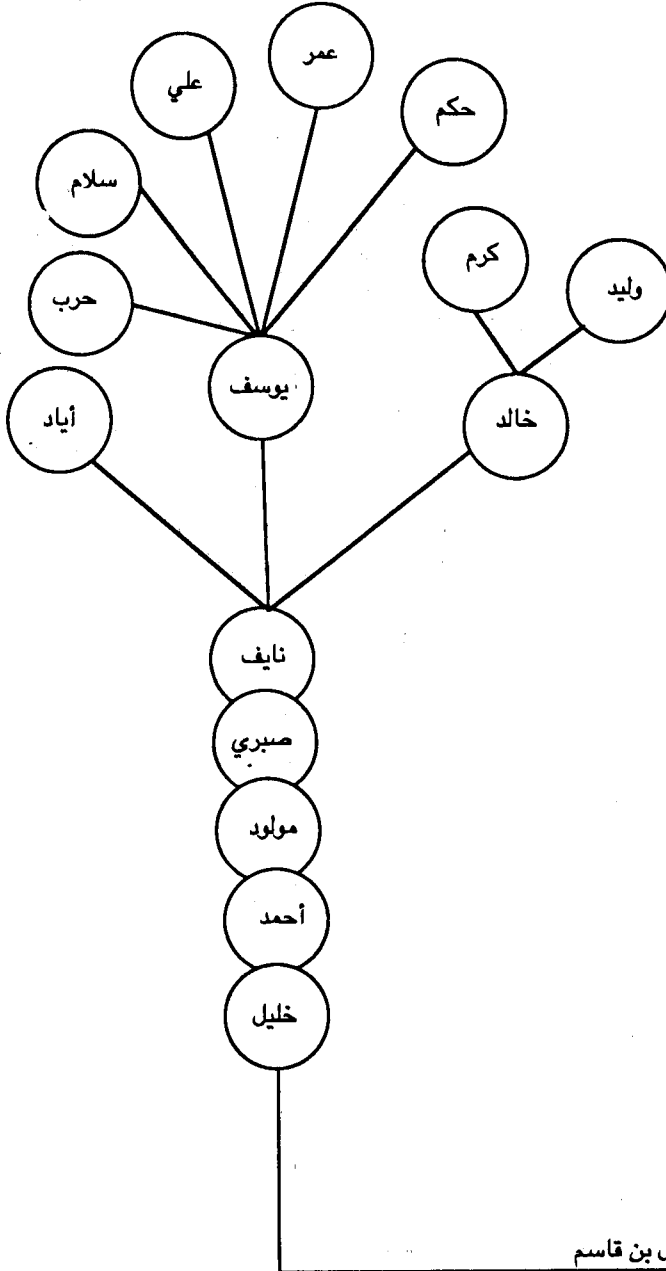 عمر
علي
حكم
سلام
كرم
وليد
حرب
يوسف
أياد
خالد
نايف
صبري
مولود
أحمد
خليل
بن قاسم